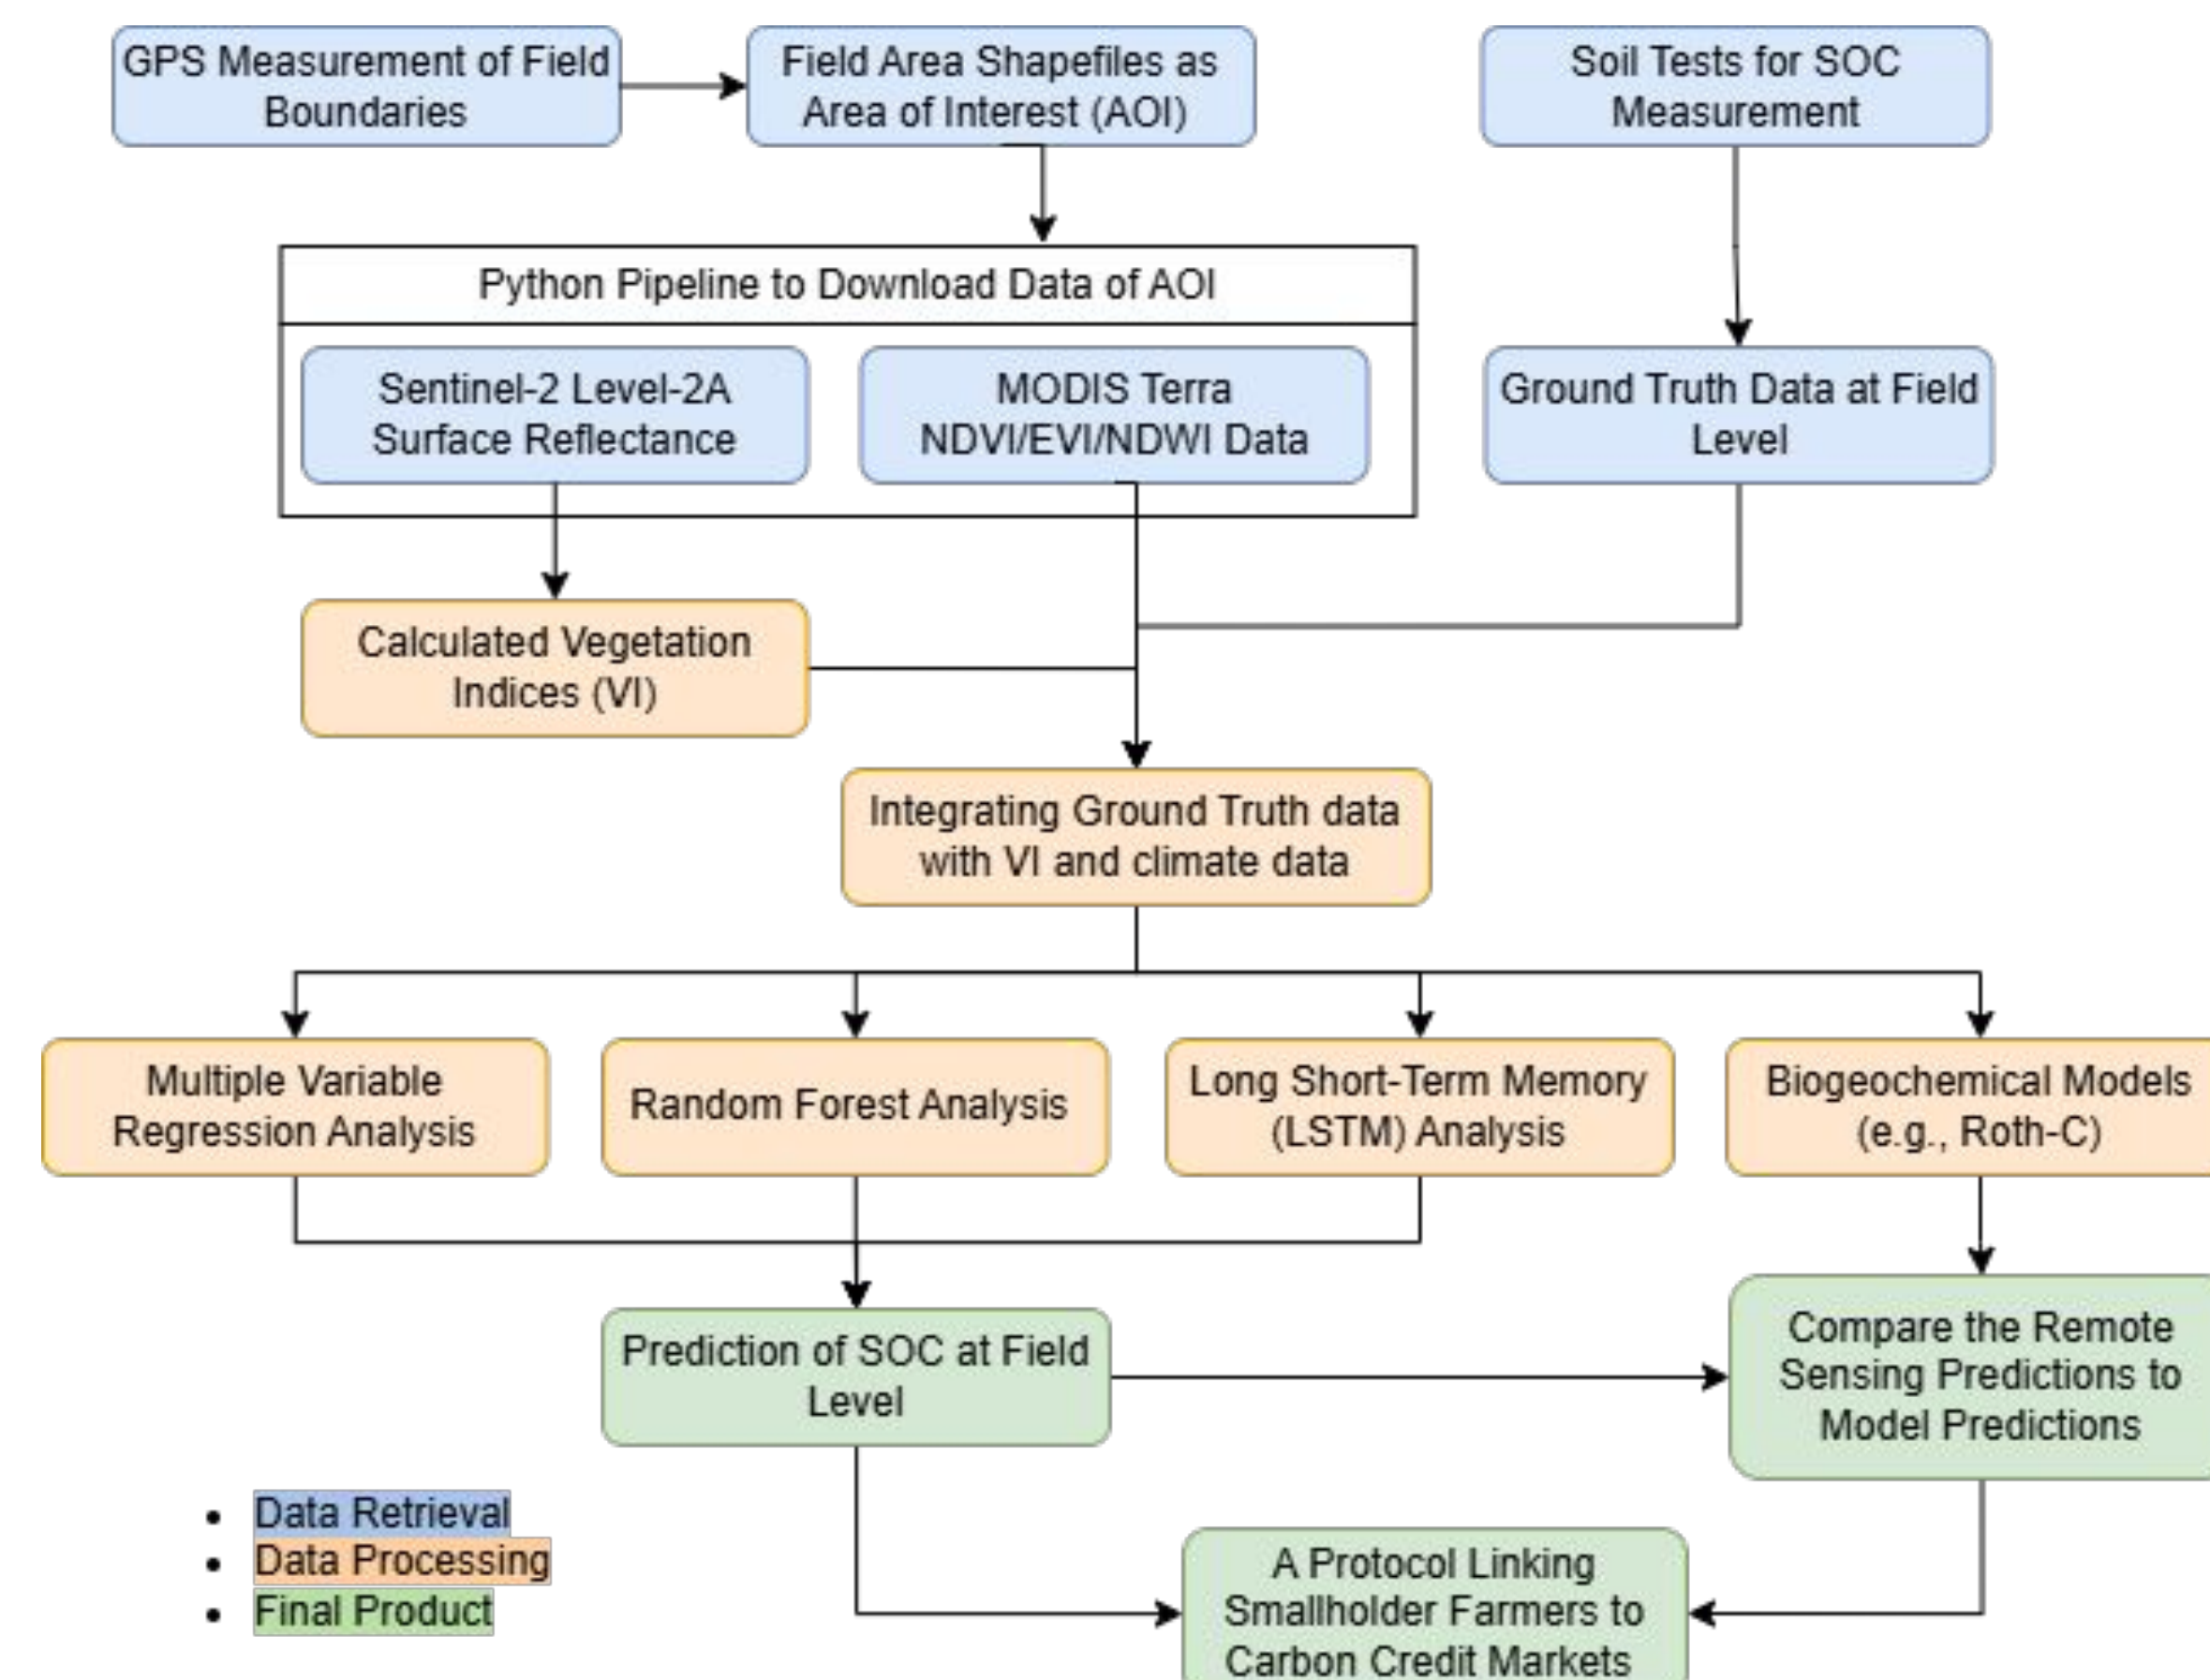 GPS Measurement of Field
Boundaries
Field Area Shapefiles as
Area of Interest (AOI)
Soil Tests for SOC
Measurement
Python Pipeline to Download Data of AOI
Sentinel-2 Level-2A
Surface Reflectance
MODIS Terra
NDVI/EVI/NDWI Data
Ground Truth Data at Field
Level
Calculated Vegetation
Indices (VI)
Integrating Ground Truth data
with VI and climate data
Multiple Variable
Regression Analysis
Random Forest Analysis
Long Short-Term Memory
(LSTM) Analysis
Biogeochemical Models
(e.g., Roth-C)
Prediction of SOC at Field
Level
Compare the Remote
Sensing Predictions to
Model Predictions
• Data Retrieval
• Data Processing
• Final Product
A Protocol Linking
Smallholder Farmers to
Carbon Credit Markets